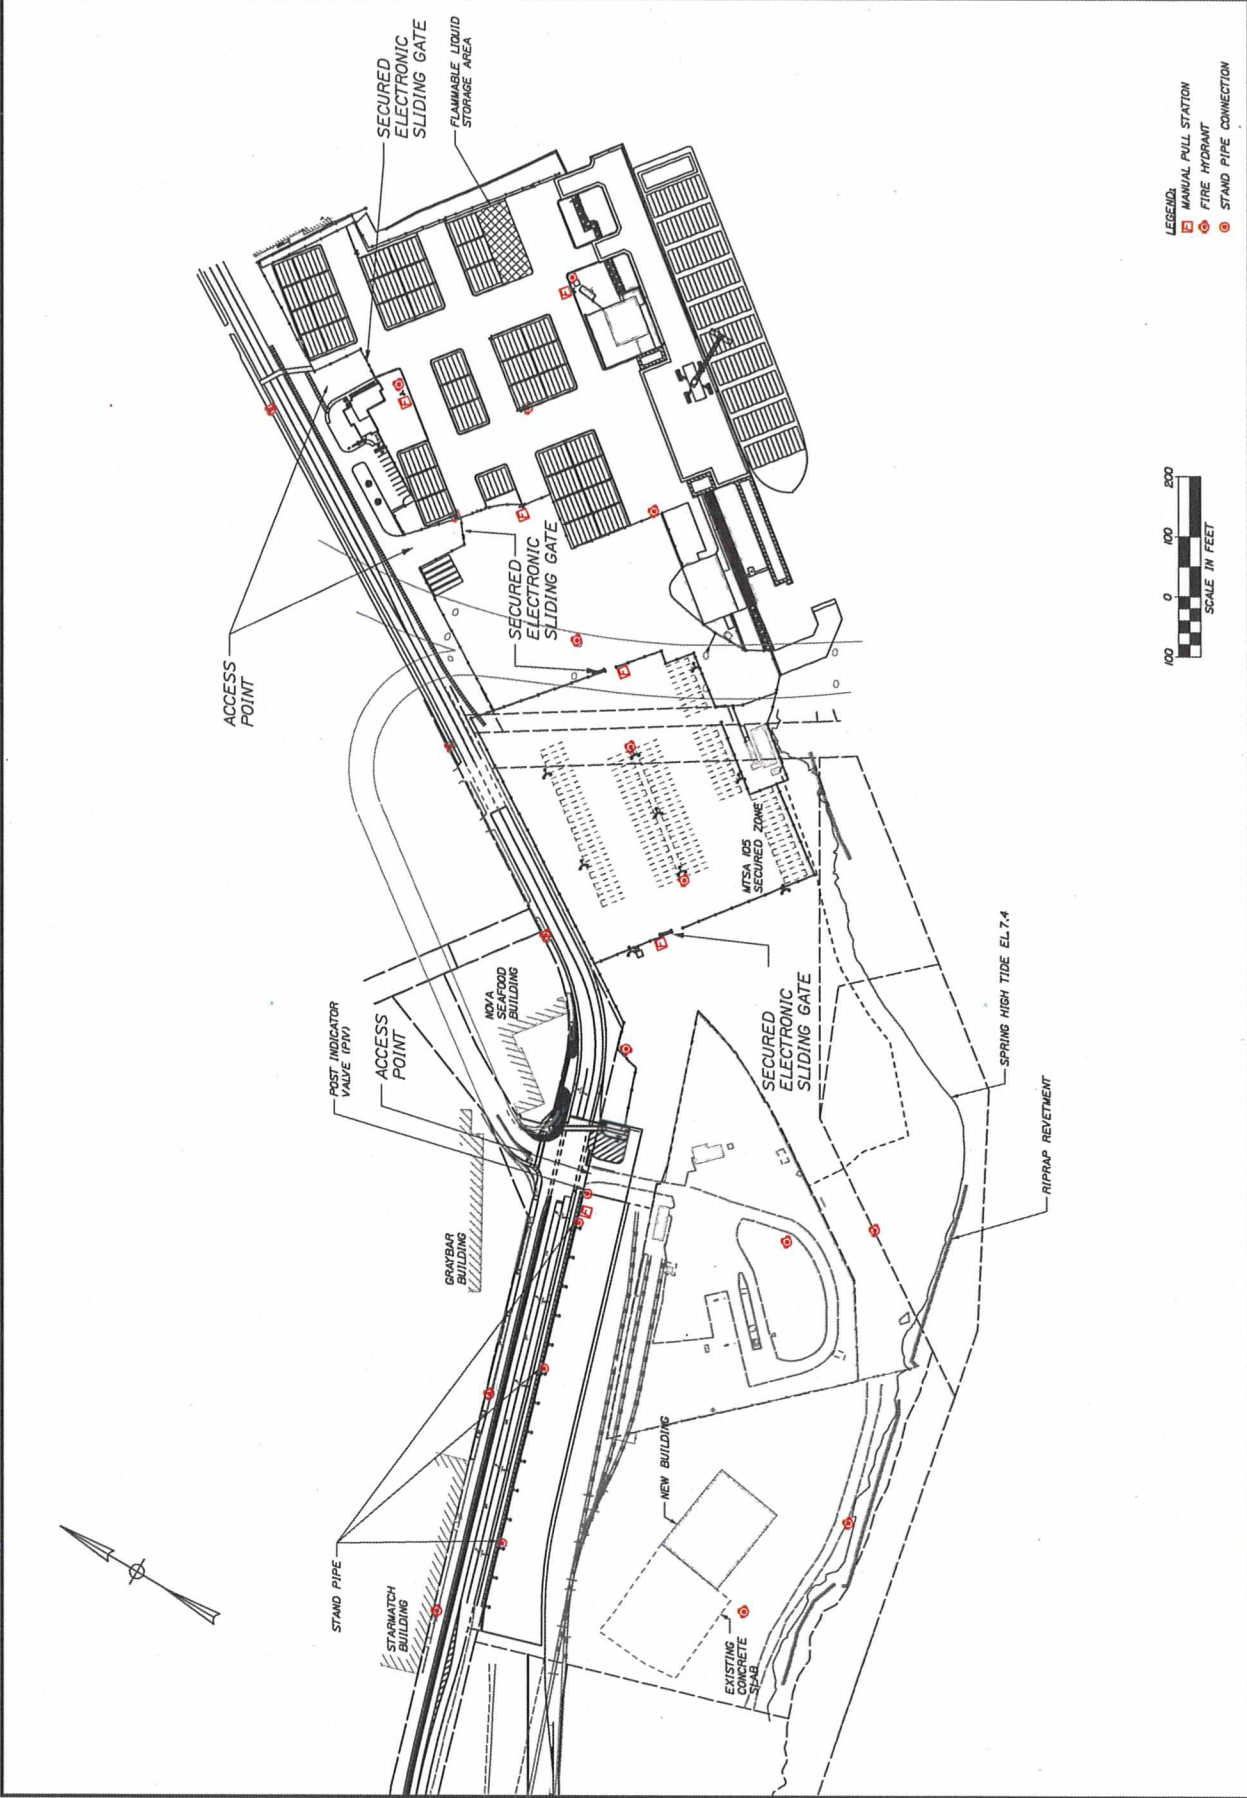 SECURED
ELECTRONIC
SLIDING GATE
FLAMMABLE LIQUID
STORAGE AREA
ACCESS
POINT
SECURED
ELECTRONIC
SLIDING GATE
MTSA 105
SECURED ZONE
SECURED
ELECTRONIC
SLIDING GATE
NOVA
SEAFOOD
BUILDING
POST INDICATOR
VALVE (PIV)
ACCESS
POINT
GRAYBAR
BUILDING
STAND PIPE
STARMATCH
BUILDING
NEW BUILDING
EXISTING
CONCRETE
SLAB
SPRING HIGH TIDE EL.7.4
RIPRAP REVETMENT
100 0 100 200
SCALE IN FEET
LEGEND:
F MANUAL PULL STATION
FIRE HYDRANT
STAND PIPE CONNECTION